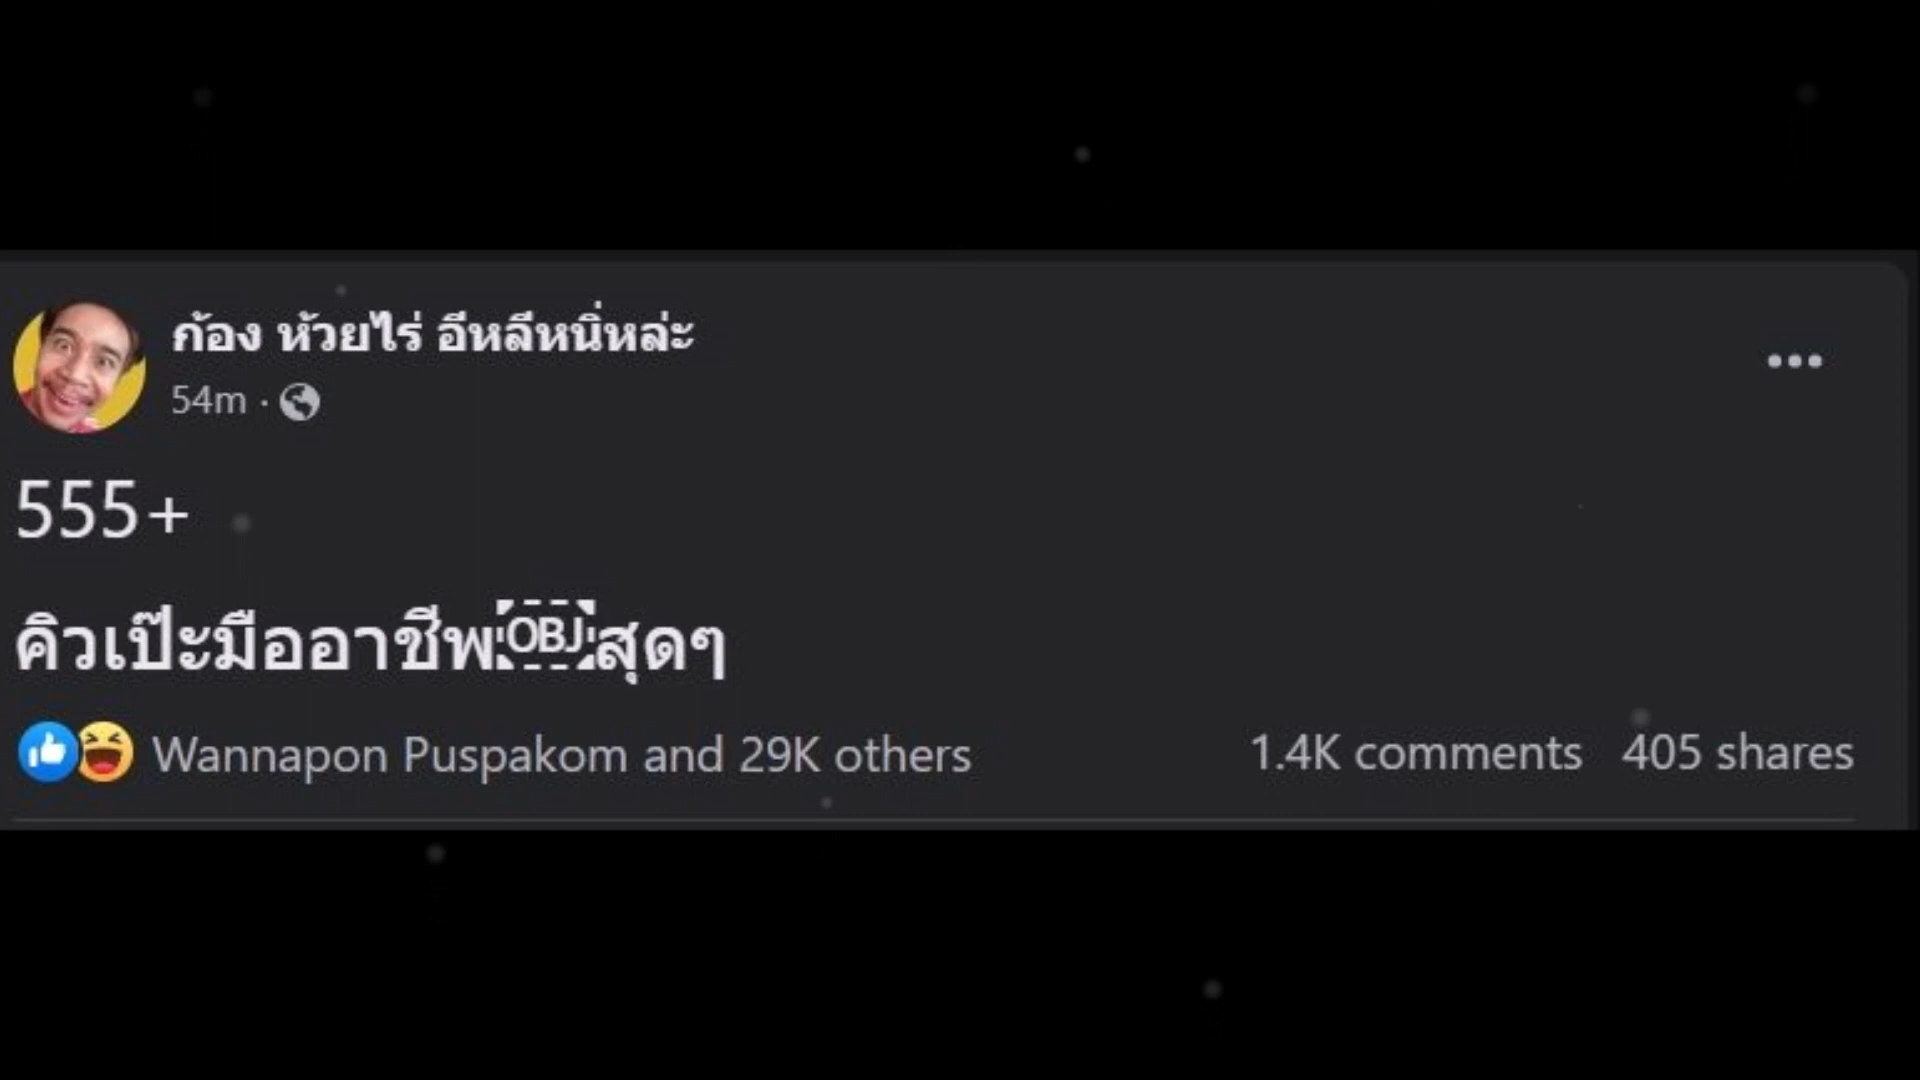 ก้อง ห้วยไร่ อีหลีหนิ่หล่ะ
54m ·
555+
คิวเป๊ะมืออาชีพ￼สุดๆ
Wannapon Puspakom and 29K others 1.4K comments 405 shares